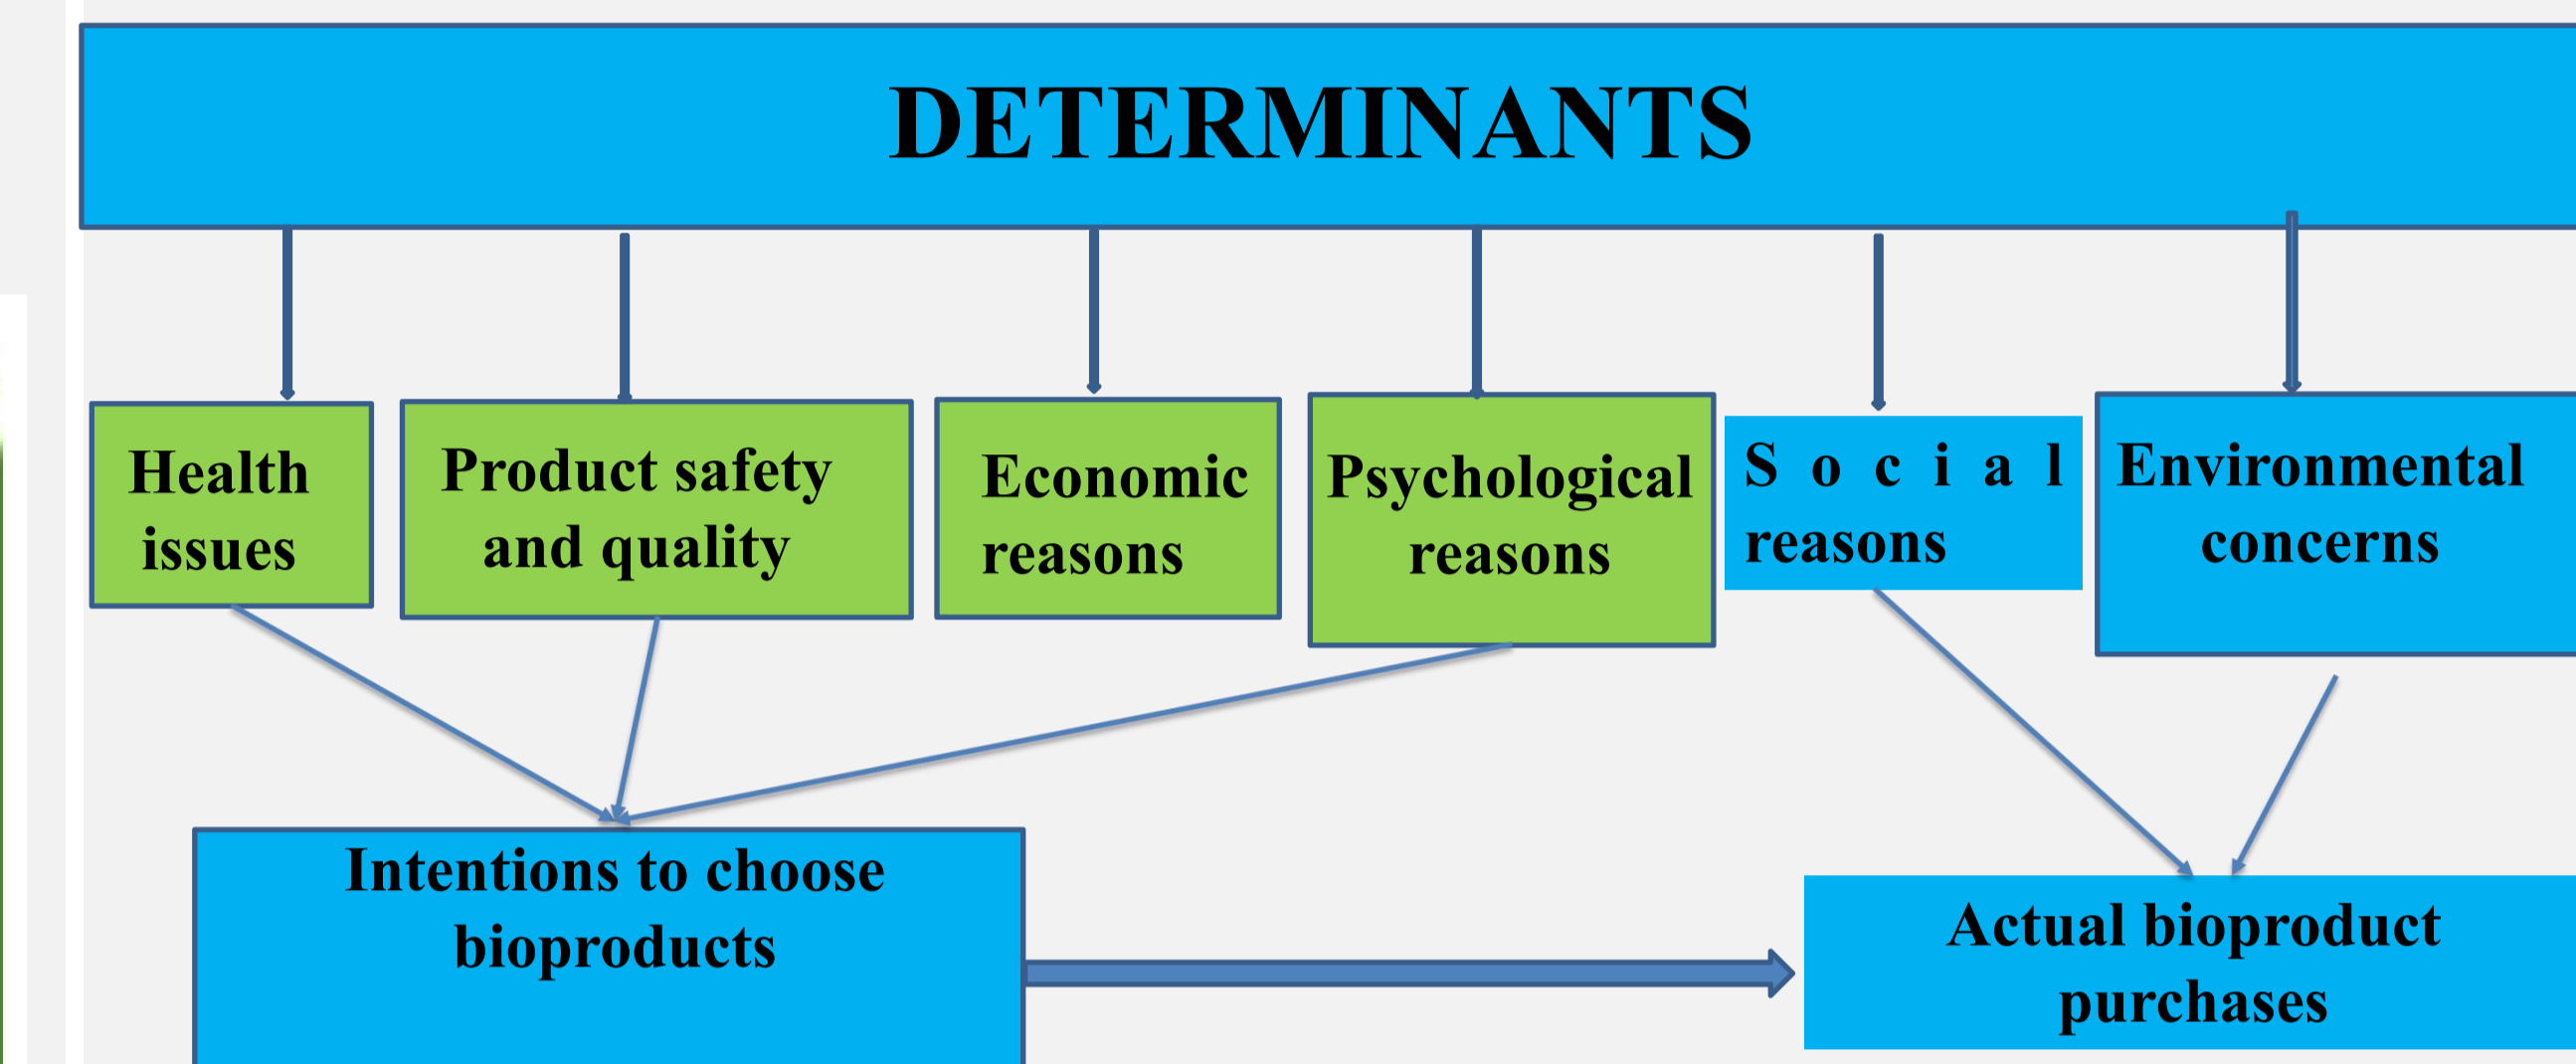 DETERMINANTS
Health
issues
Product safety
and quality
Economic
reasons
Psychological
reasons
Social
reasons
Environmental
concerns
Intentions to choose
bioproducts
Actual bioproduct
purchases